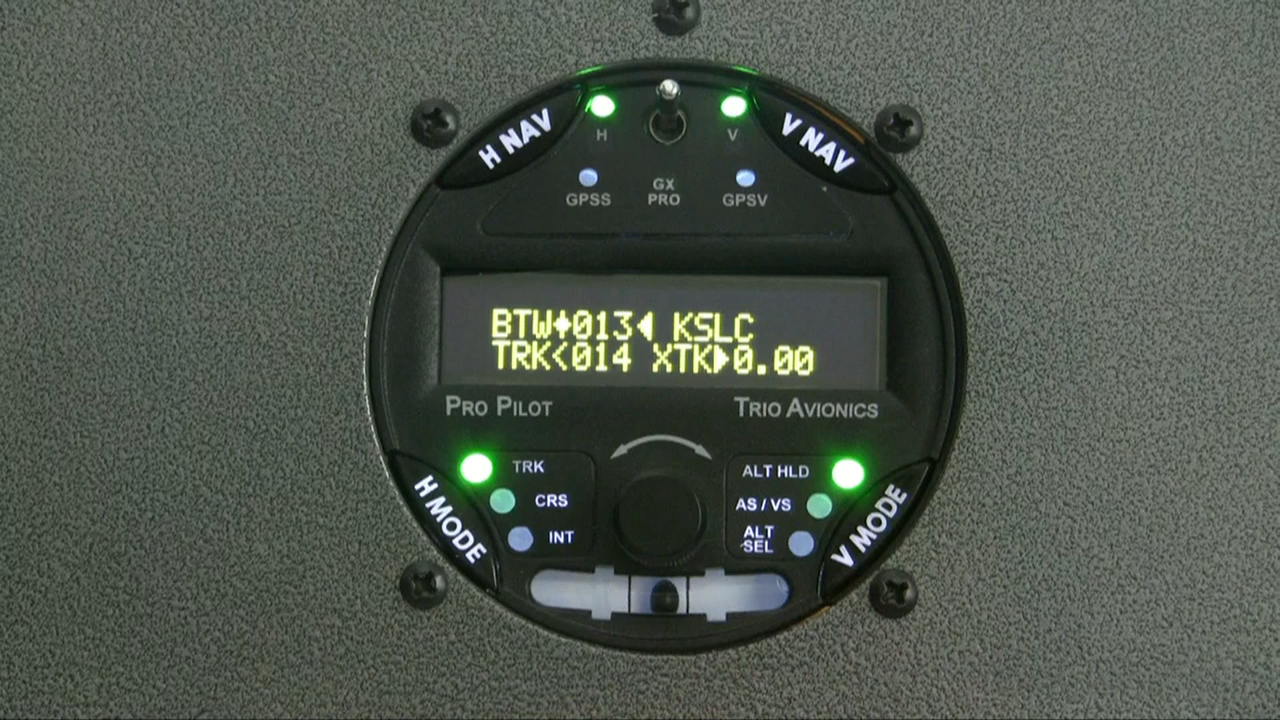 H NAV
V NAV
H
V
GPSS
GX
PRO
GPSV
BTW♦013◀ KSLC
TRK<014 XTK▶0.00
PRO PILOT
TRIO AVIONICS
TRK
CRS
INT
ALT HLD
AS / VS
ALT
SEL
H MODE
V MODE